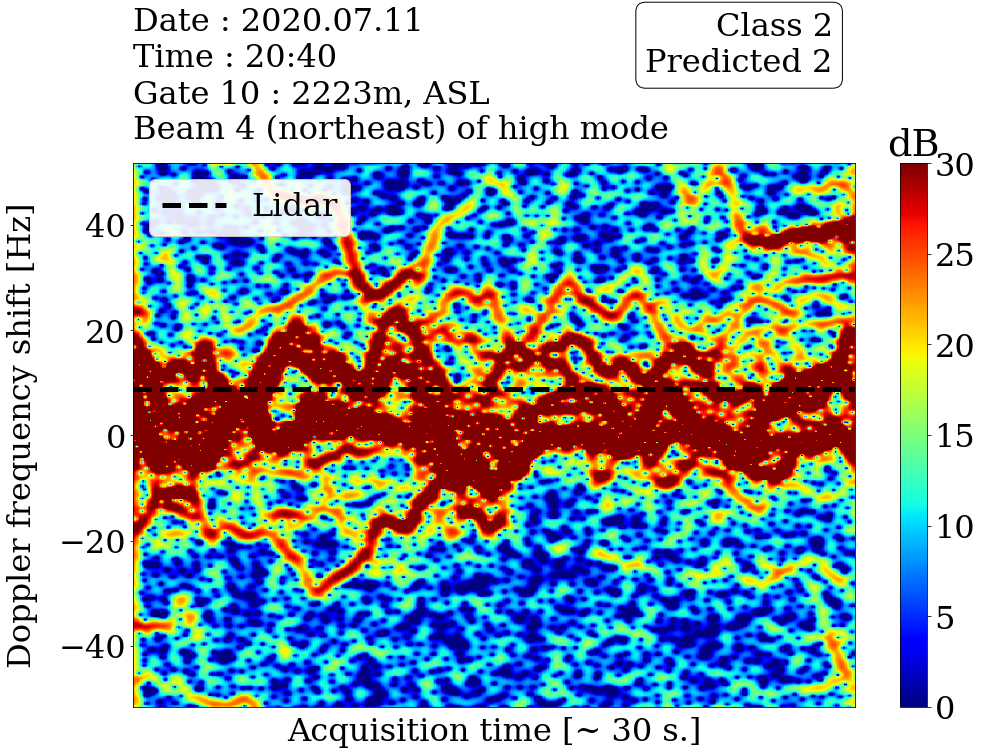 Date : 2020.07.11
Time : 20:40
Gate 10 : 2223m, ASL
Beam 4 (northeast) of high mode
Class 2
Predicted 2
dB
Lidar
Doppler frequency shift [Hz]
40
20
0
−20
−40
Acquisition time [~ 30 s.]
30
25
20
15
10
5
0